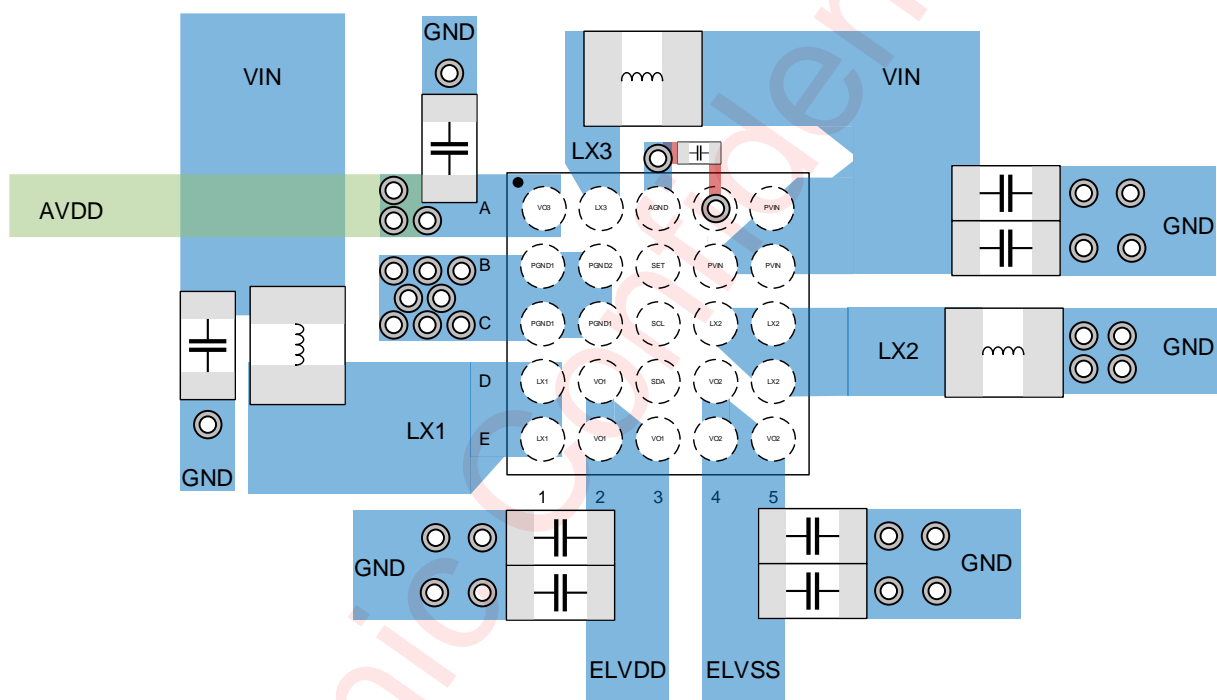 GND
VIN
VIN
LX3
AVDD
A
VO3
LX3
AGND
PVIN
GND
B
PGND1
PGND2
SET
PVIN
PVIN
C
PGND1
PGND1
SCL
LX2
LX2
LX2
GND
D
LX1
VO1
SDA
VO2
LX2
LX1
E
LX1
VO1
VO1
VO2
VO2
GND
1
2
3
4
5
GND
GND
ELVDD
ELVSS
nic Confiden